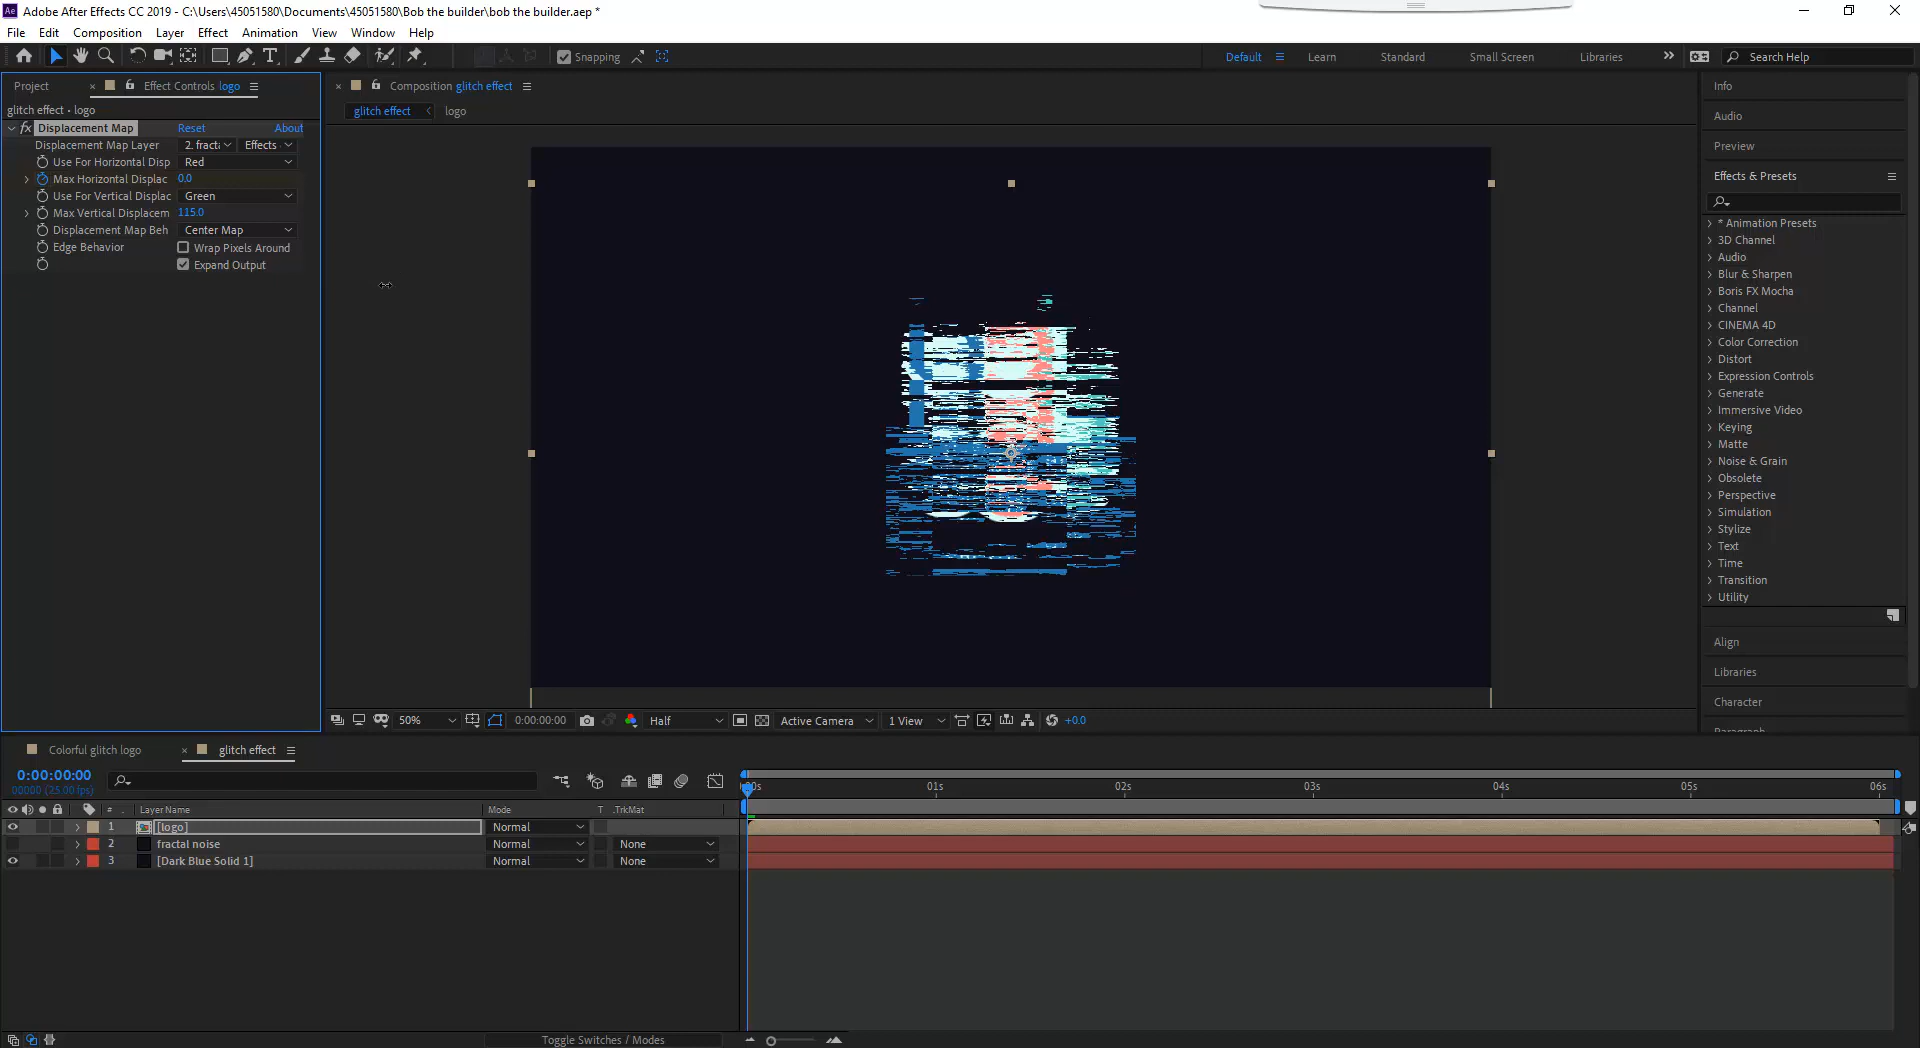 Adobe After Effects CC 2019 - C:\Users\45051580\Documents\45051580\Bob the builder\bob the builder.aep *
File Edit Composition Layer Effect Animation View Window Help
Snapping Default Learn Standard Small Screen Libraries Search Help
Project Effect Controls logo
glitch effect • logo
fx Displacement Map Reset About
Displacement Map Layer 2. fract Effects
Use For Horizontal Disp Red
Max Horizontal Displac 0.0
Use For Vertical Displac Green
Max Vertical Displacem 115.0
Displacement Map Beh Center Map
Edge Behavior Wrap Pixels Around
Expand Output
Composition glitch effect
glitch effect logo
50% 0:00:00:00 Half Active Camera 1 View +0.0
Info
Audio
Preview
Effects & Presets
* Animation Presets
3D Channel
Audio
Blur & Sharpen
Boris FX Mocha
Channel
CINEMA 4D
Color Correction
Distort
Expression Controls
Generate
Immersive Video
Keying
Matte
Noise & Grain
Obsolete
Perspective
Simulation
Stylize
Text
Time
Transition
Utility
Align
Libraries
Character
Paragraph
Colorful glitch logo glitch effect
0:00:00:00
00000 (25.00 fps)
# Layer Name Mode T .TrkMat
1 [logo] Normal
2 fractal noise Normal None
3 [Dark Blue Solid 1] Normal None
00s 01s 02s 03s 04s 05s 06s
Toggle Switches / Modes